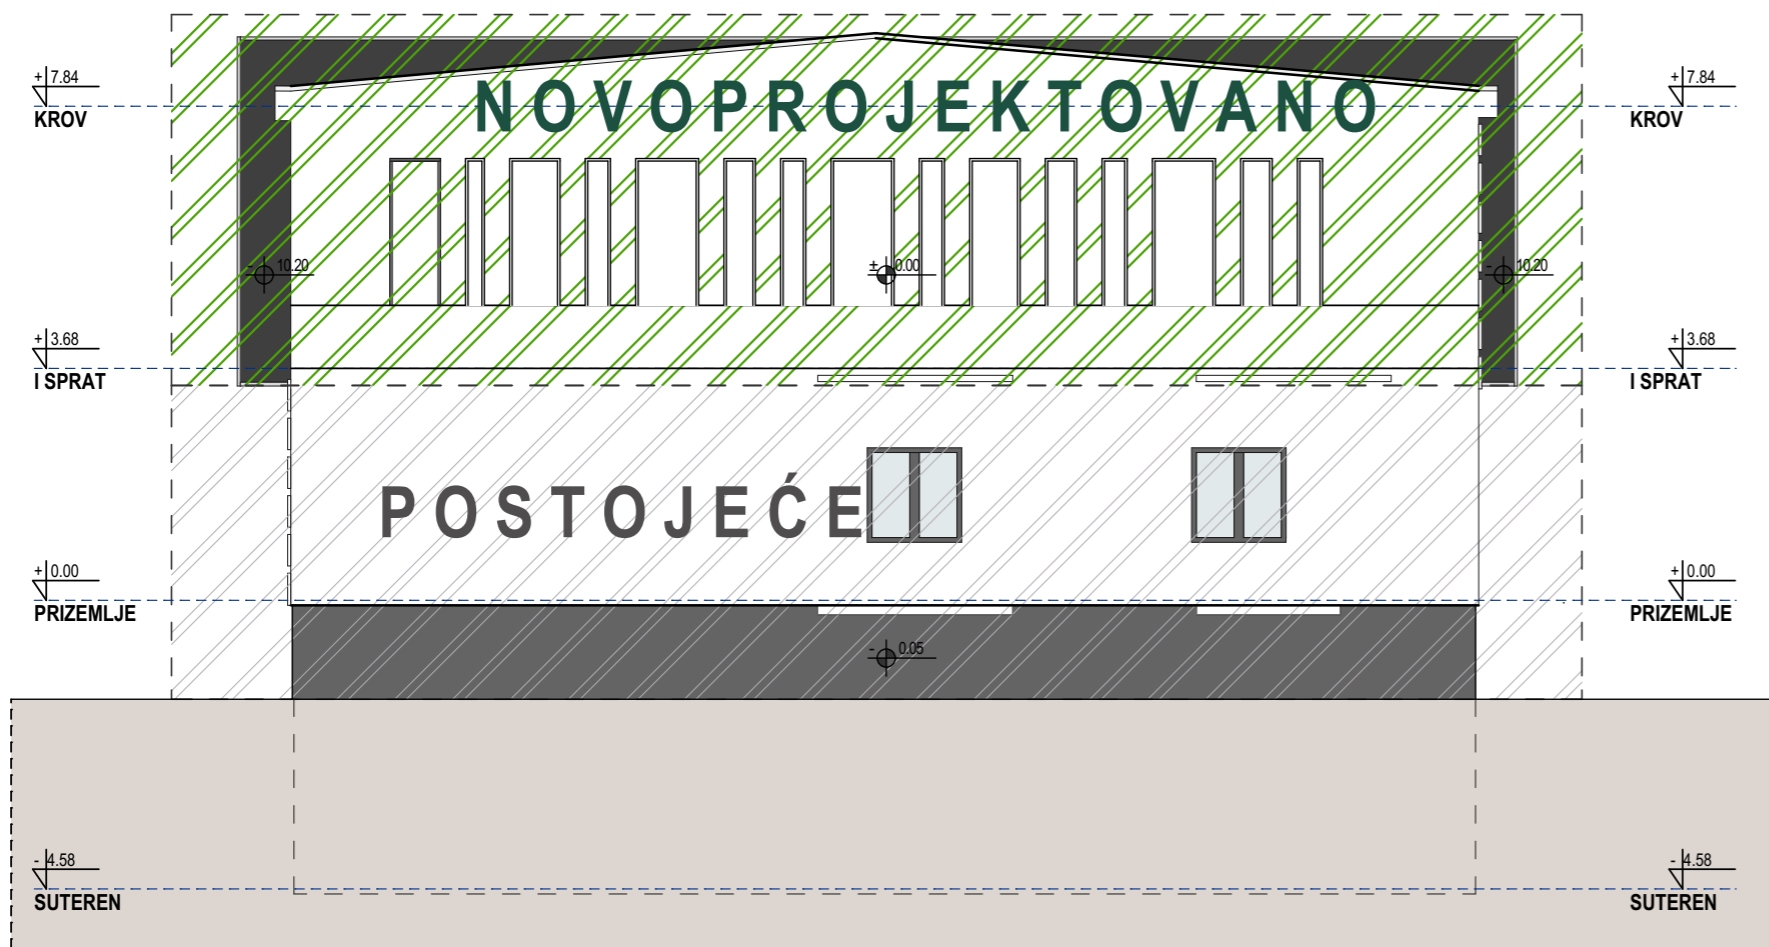 + 7.84
KROV
+ 7.84
KROV
NOVOPROJEKTOVANO
- 10.20
± 0.00
- 10.20
+ 3.68
I SPRAT
+ 3.68
I SPRAT
POSTOJEĆE
+ 0.00
PRIZEMLJE
+ 0.00
PRIZEMLJE
- 0.05
- 4.58
SUTEREN
- 4.58
SUTEREN